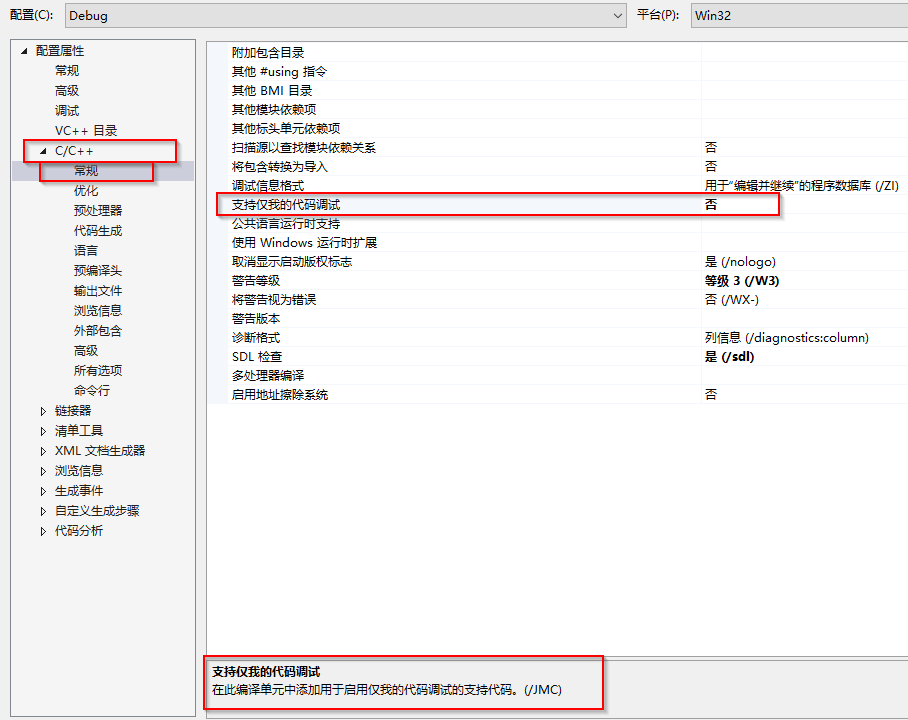 配置(C): Debug 平台(P): Win32
配置属性
常规
高级
调试
VC++ 目录
C/C++
常规
优化
预处理器
代码生成
语言
预编译头
输出文件
浏览信息
外部包含
高级
所有选项
命令行
链接器
清单工具
XML 文档生成器
浏览信息
生成事件
自定义生成步骤
代码分析
附加包含目录
其他 #using 指令
其他 BMI 目录
其他模块依赖项
其他标头单元依赖项
扫描源以查找模块依赖关系 否
将包含转换为导入 否
调试信息格式 用于“编辑并继续”的程序数据库 (/ZI)
支持仅我的代码调试 否
公共语言运行时支持
使用 Windows 运行时扩展
取消显示启动版权标志 是 (/nologo)
警告等级 等级 3 (/W3)
将警告视为错误 否 (/WX-)
警告版本
诊断格式 列信息 (/diagnostics:column)
SDL 检查 是 (/sdl)
多处理器编译
启用地址擦除系统 否
支持仅我的代码调试
在此编译单元中添加用于启用仅我的代码调试的支持代码。(/JMC)